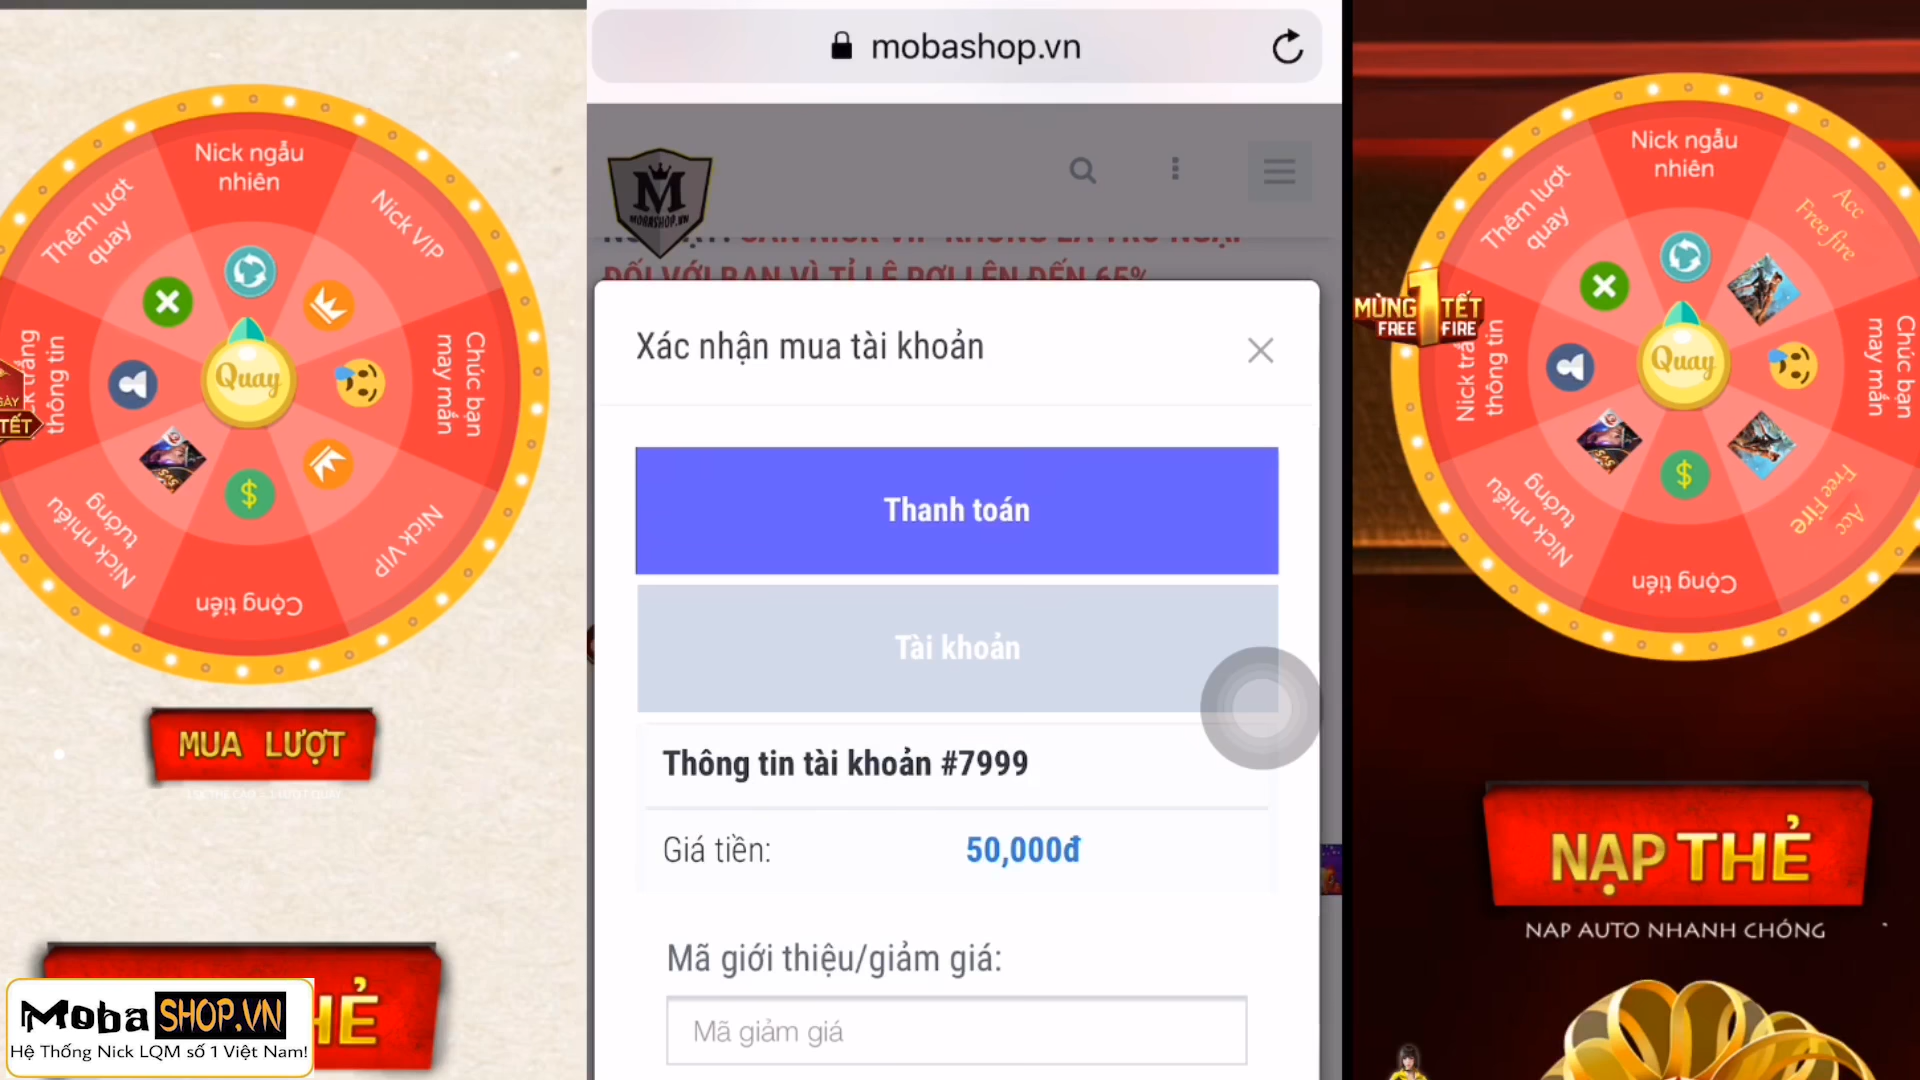 Nick ngẫu
nhiên
Nick VIP
Chúc bạn
may mắn
Nick VIP
Cộng tiền
Nick nhiều
tướng
thông tin
Thêm lượt
quay
Quay
TẾT
MUA LƯỢT
THẺ
Moba SHOP.VN
Hệ Thống Nick LQM số 1 Việt Nam!
mobashop.vn
M
MOBASHOP.VN
ĐỐI VỚI BẠN VÌ TỈ LỆ RƠI LÊN ĐẾN 65%
Xác nhận mua tài khoản
Thanh toán
Tài khoản
Thông tin tài khoản #7999
Giá tiền: 50,000đ
Mã giới thiệu/giảm giá:
Mã giảm giá
Nick ngẫu
nhiên
Acc
Free fire
Chúc bạn
may mắn
Acc
Free Fire
Cộng tiền
Nick nhiều
tướng
thông tin
Thêm lượt
quay
Quay
MÙNG 1 TẾT
FREE FIRE
NẠP THẺ
NẠP AUTO NHANH CHÓNG